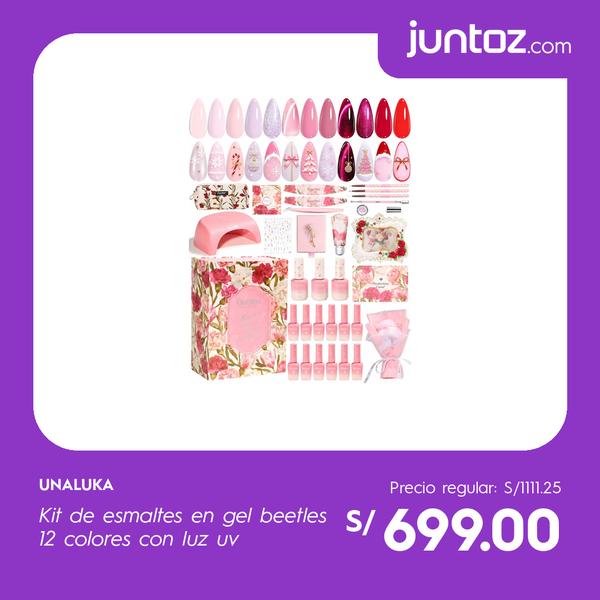 juntoz.com
UNALUKA
Kit de esmaltes en gel beetles
12 colores con luz uv
Precio regular: S/1111.25
S/ 699.00